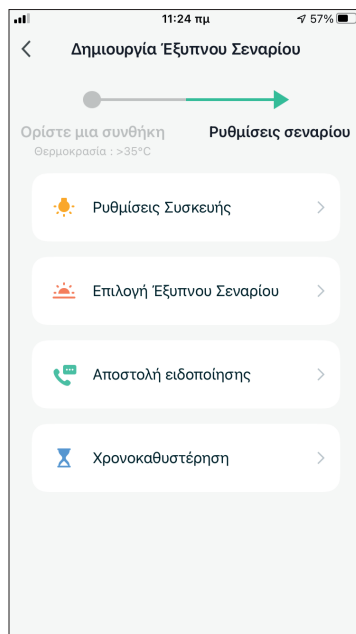 11:24 πμ
57%
Δημιουργία Έξυπνου Σεναρίου
Ορίστε μια συνθήκη
Ρυθμίσεις σεναρίου
Θερμοκρασία : >35°C
Ρυθμίσεις Συσκευής
Επιλογή Έξυπνου Σεναρίου
Αποστολή ειδοποίησης
Χρονοκαθυστέρηση